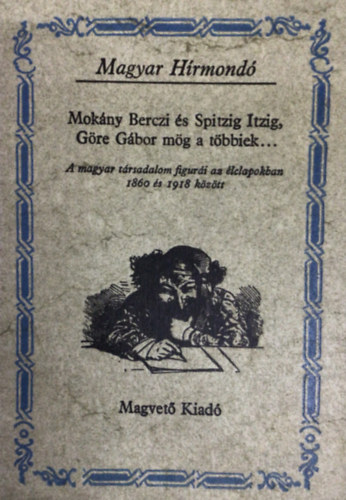 Magyar Hírmondó
Mokány Berczi és Spitzig Itzig,
Göre Gábor mög a többiek...
A magyar társadalom figurái az élclapokban
1860 és 1918 között
Magvető Kiadó